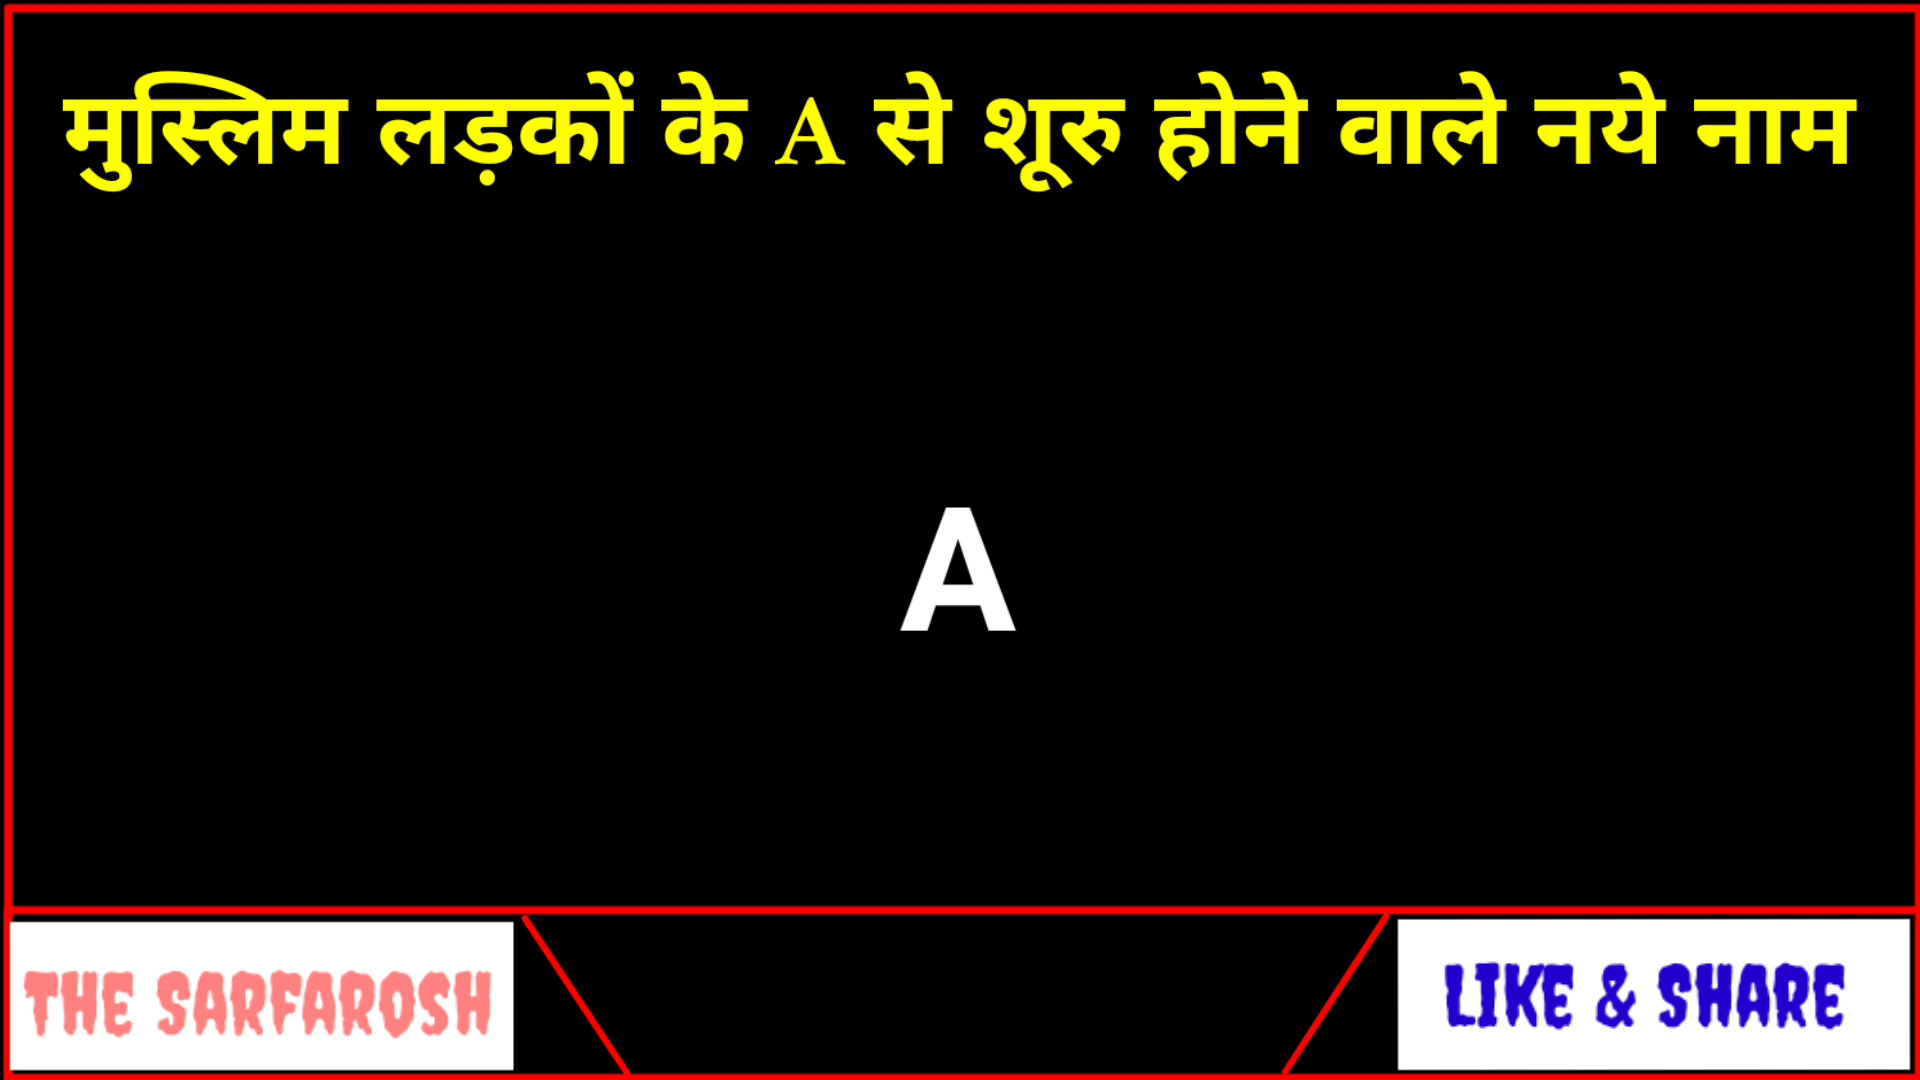 मुस्लिम लड़कों के A से शूरु होने वाले नये नाम
A
THE SARFAROSH
LIKE & SHARE